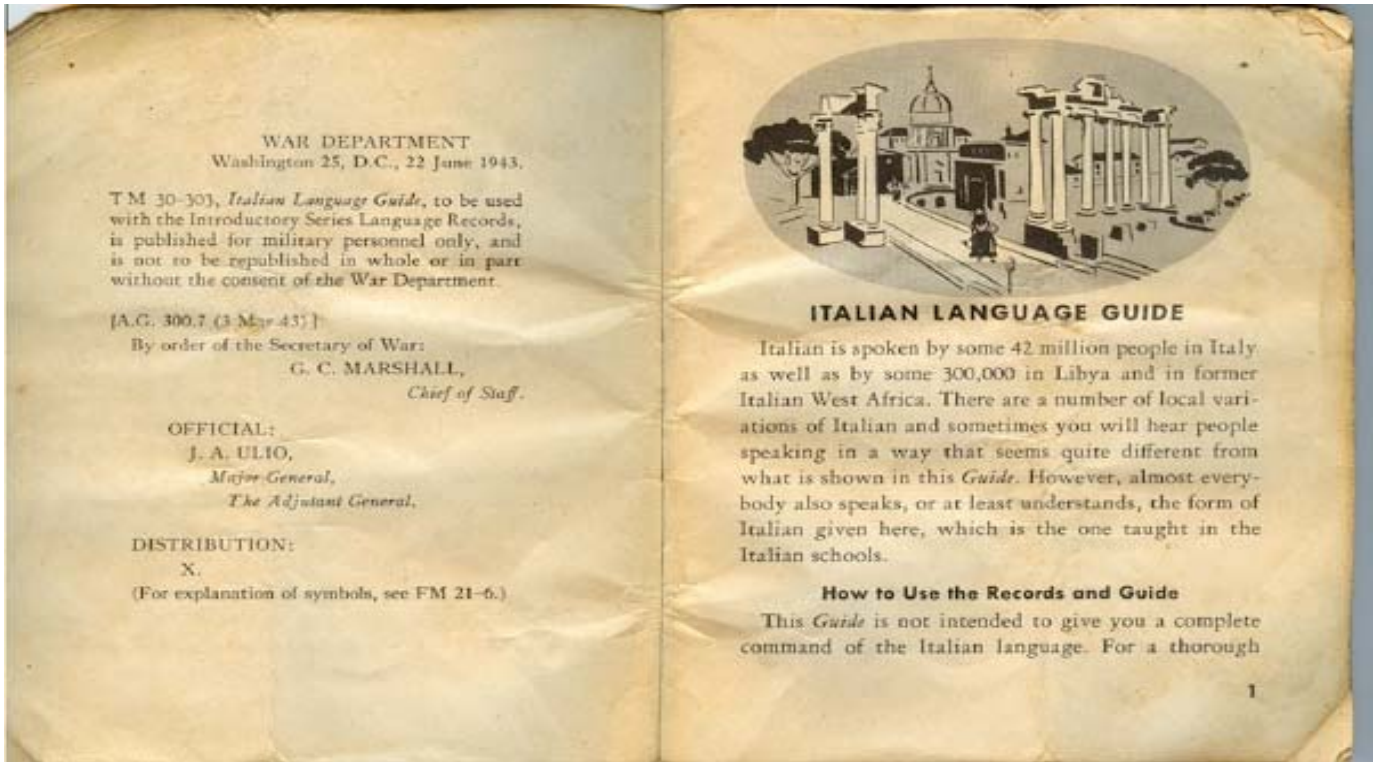 WAR DEPARTMENT
Washington 25, D.C., 22 June 1943.
TM 30-303, Italian Language Guide, to be used
with the Introductory Series Language Records,
is published for military personnel only, and
is not to be republished in whole or in part
without the consent of the War Department.
[A.G. 300.7 (3 Mar 43)]
By order of the Secretary of War:
G. C. MARSHALL,
Chief of Staff.
OFFICIAL:
J. A. ULIO,
Major General,
The Adjutant General.
DISTRIBUTION:
X.
(For explanation of symbols, see FM 21-6.)
ITALIAN LANGUAGE GUIDE
Italian is spoken by some 42 million people in Italy
as well as by some 300,000 in Libya and in former
Italian West Africa. There are a number of local vari-
ations of Italian and sometimes you will hear people
speaking in a way that seems quite different from
what is shown in this Guide. However, almost every-
body also speaks, or at least understands, the form of
Italian given here, which is the one taught in the
Italian schools.
How to Use the Records and Guide
This Guide is not intended to give you a complete
command of the Italian language. For a thorough
1